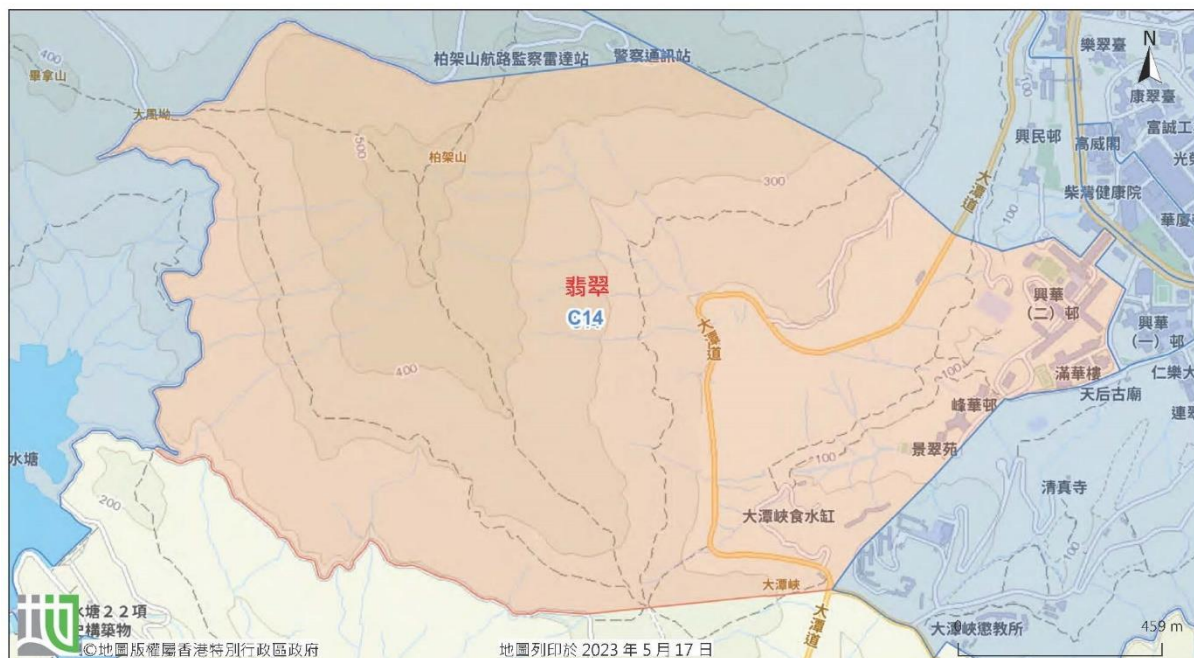 N
樂翠臺
400
柏架山航路監察雷達站
警察通訊站
畢拿山
100
康翠臺
大風坳
興民邨
富誠工
高威閣
光榮
500
柏架山
300
大潭道
柴灣健康院
100
華廈
翡翠
C14
興華
(二)邨
大潭道
興華
(一)邨
400
100
滿華樓
仁樂大
天后古廟
峰華邨
連翠
景翠苑
水塘
100
清真寺
200
大潭峽食水缸
100
大潭峽
水塘22項
史構築物
大潭道
大潭峽懲教所
0
459 m
©地圖版權屬香港特別行政區政府
地圖列印於 2023 年 5 月 17 日